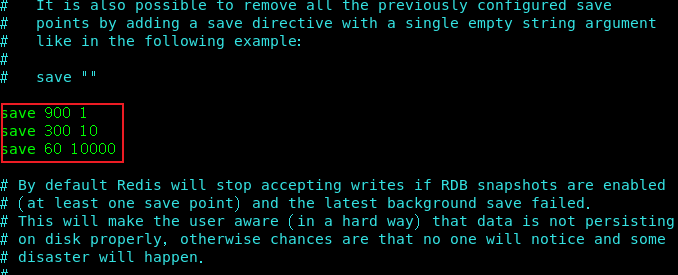 #   It is also possible to remove all the previously configured save
#   points by adding a save directive with a single empty string argument
#   like in the following example:
#
#   save ""
save 900 1
save 300 10
save 60 10000
# By default Redis will stop accepting writes if RDB snapshots are enabled
# (at least one save point) and the latest background save failed.
# This will make the user aware (in a hard way) that data is not persisting
# on disk properly, otherwise chances are that no one will notice and some
# disaster will happen.
#